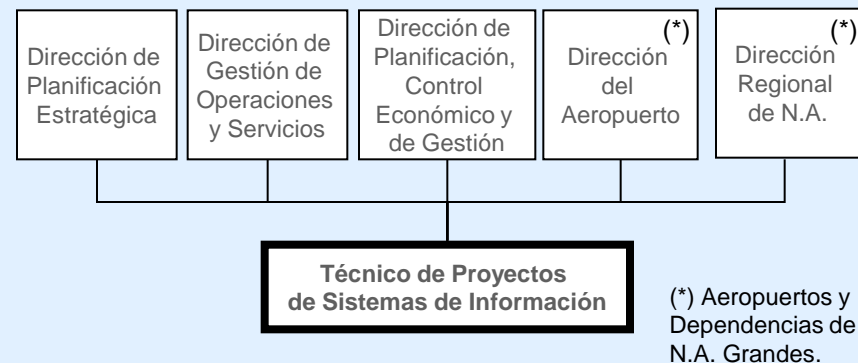 Dirección de
Planificación
Estratégica
Dirección de
Gestión de
Operaciones
y Servicios
Dirección de
Planificación,
Control
Económico y
de Gestión
(*)
Dirección
del
Aeropuerto
(*)
Dirección
Regional
de N.A.
Técnico de Proyectos
de Sistemas de Información
(*) Aeropuertos y
Dependencias de
N.A. Grandes.